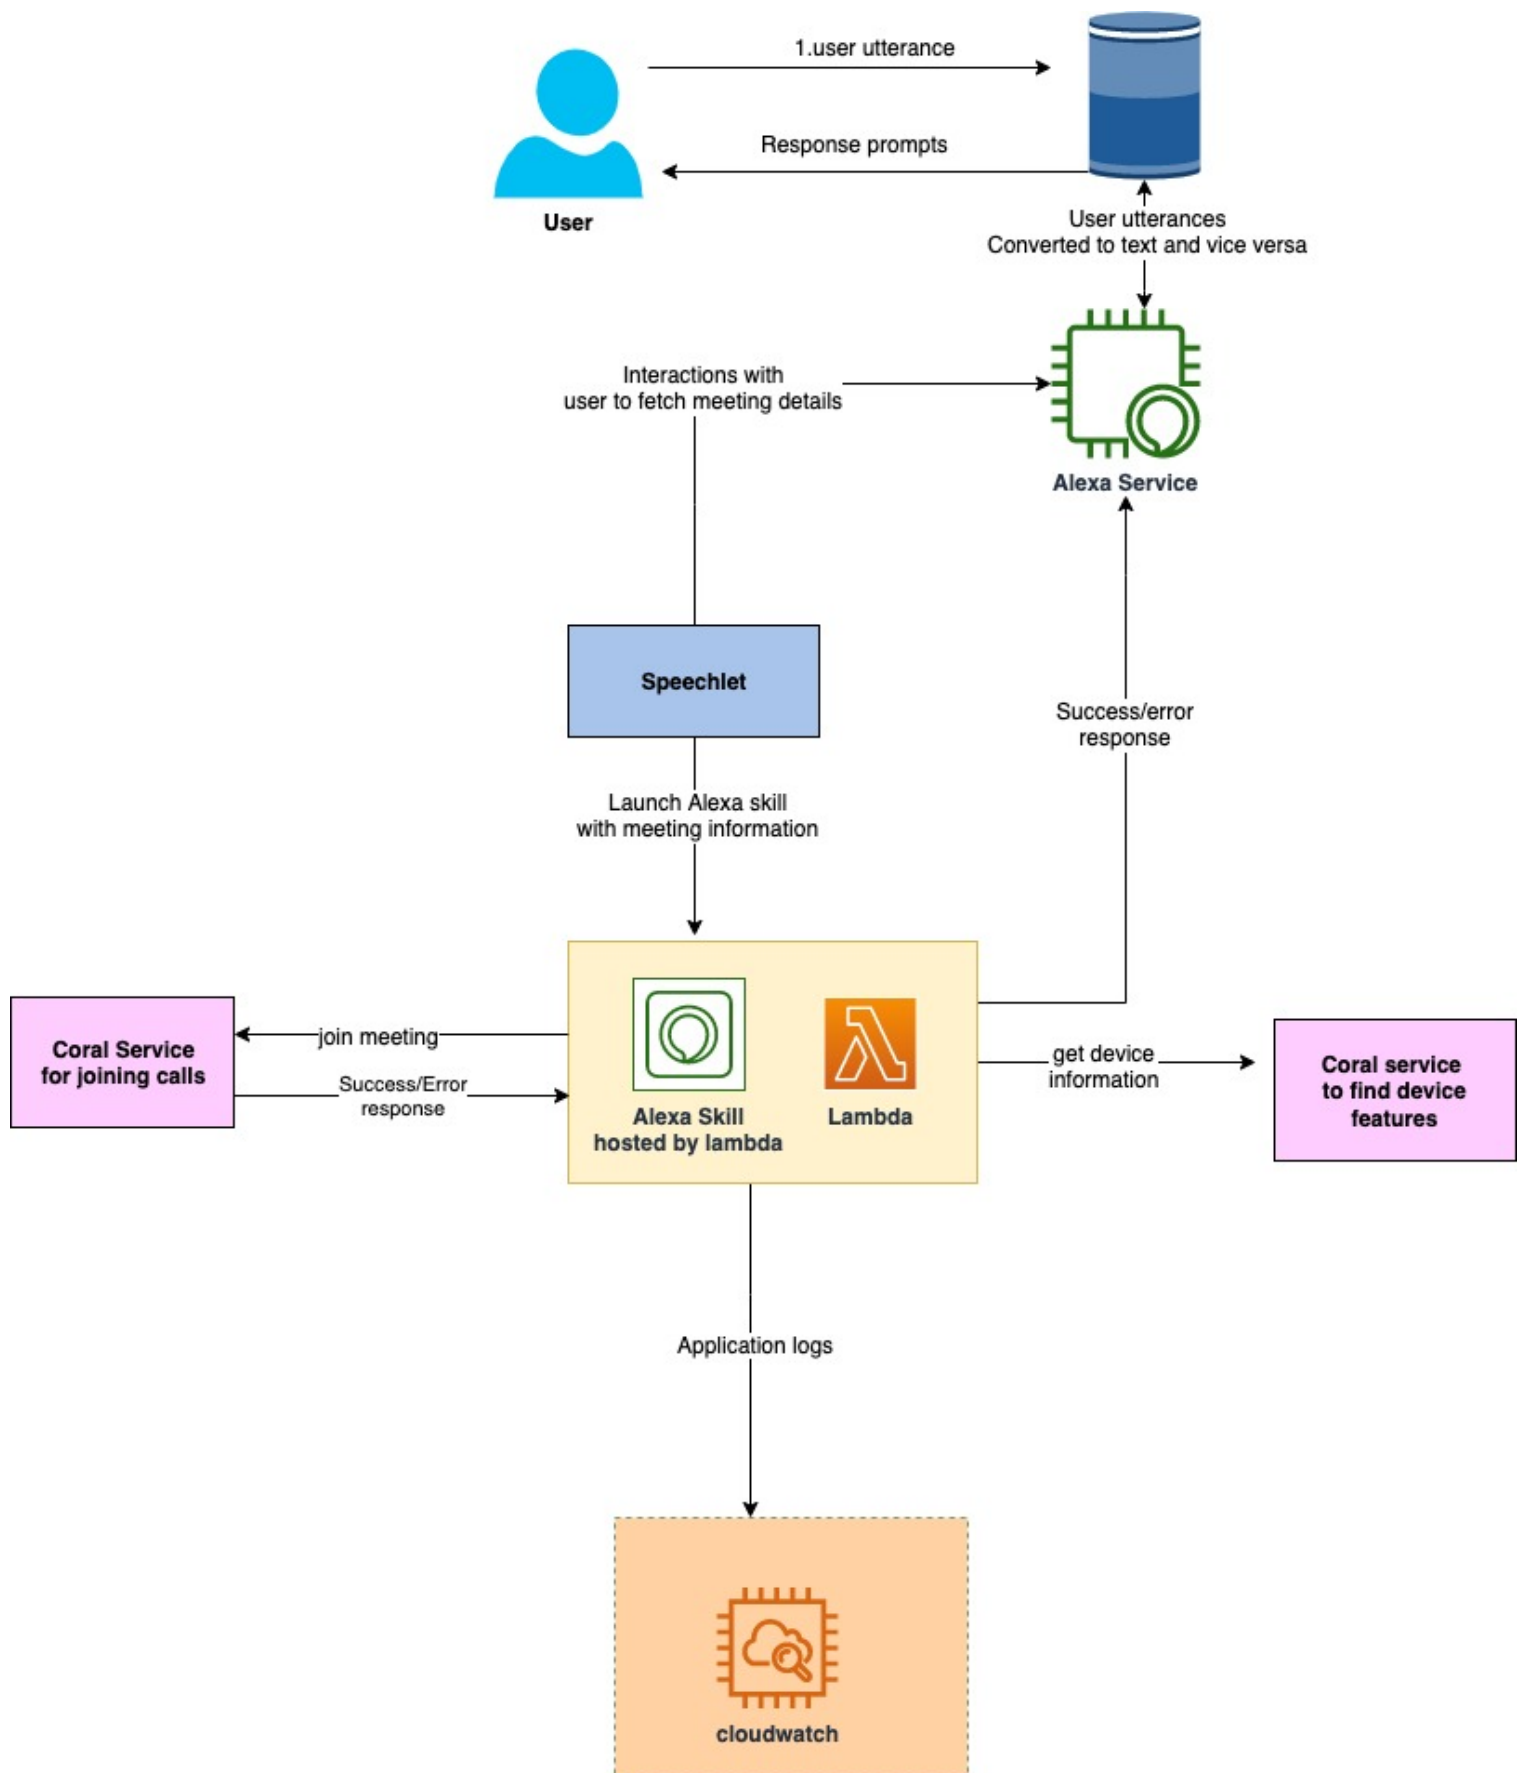 1.user utterance
Response prompts
User
User utterances
Converted to text and vice versa
Interactions with
user to fetch meeting details
Alexa Service
Speechlet
Success/error
response
Launch Alexa skill
with meeting information
Coral Service
for joining calls
join meeting
Success/Error
response
Alexa Skill
hosted by lambda
Lambda
get device
information
Coral service
to find device
features
Application logs
cloudwatch